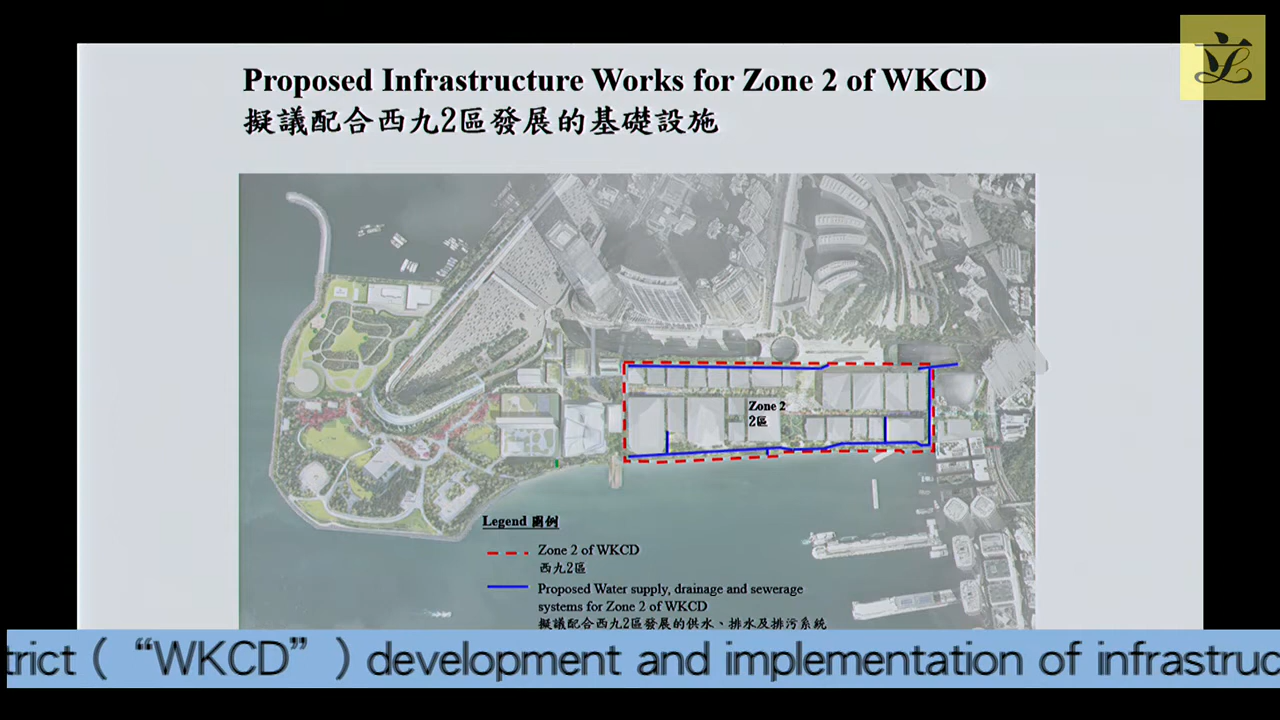 Proposed Infrastructure Works for Zone 2 of WKCD
擬議配合西九2區發展的基礎設施
Zone 2
2區
Legend 圖例
Zone 2 of WKCD
西九2區
Proposed Water supply, drainage and sewerage
systems for Zone 2 of WKCD
擬議配合西九2區發展的供水、排水及排污系統
trict (“WKCD”) development and implementation of infrastruc